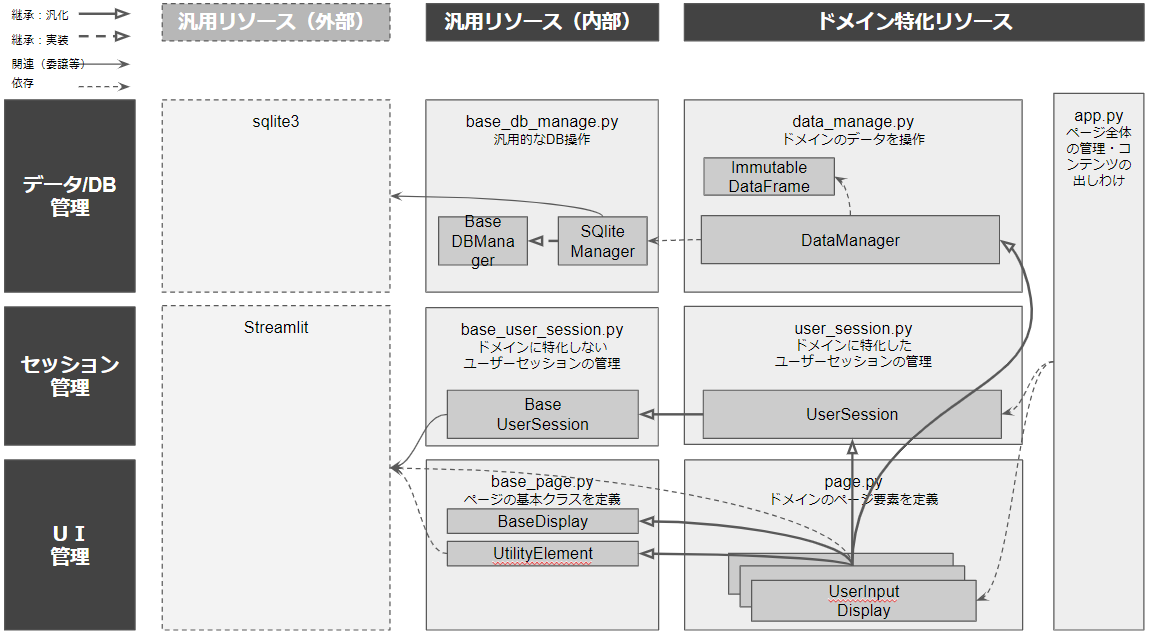 継承：汎化
継承：実装
関連（委譲等）
依存
汎用リソース（外部）
汎用リソース（内部）
ドメイン特化リソース
データ/DB
管理
sqlite3
base_db_manage.py
汎用的なDB操作
Base
DBMana
ger
SQlite
Manager
data_manage.py
ドメインのデータを操作
Immutable
DataFrame
DataManager
app.py
ページ全体
の管理・コ
ンテンツの
出しわけ
セッション
管理
Streamlit
base_user_session.py
ドメインに特化しない
ユーザーセッションの管理
Base
UserSession
user_session.py
ドメインに特化した
ユーザーセッションの管理
UserSession
ＵＩ
管理
base_page.py
ページの基本クラスを定義
BaseDisplay
UtilityElement
page.py
ドメインのページ要素を定義
UserInput
Display